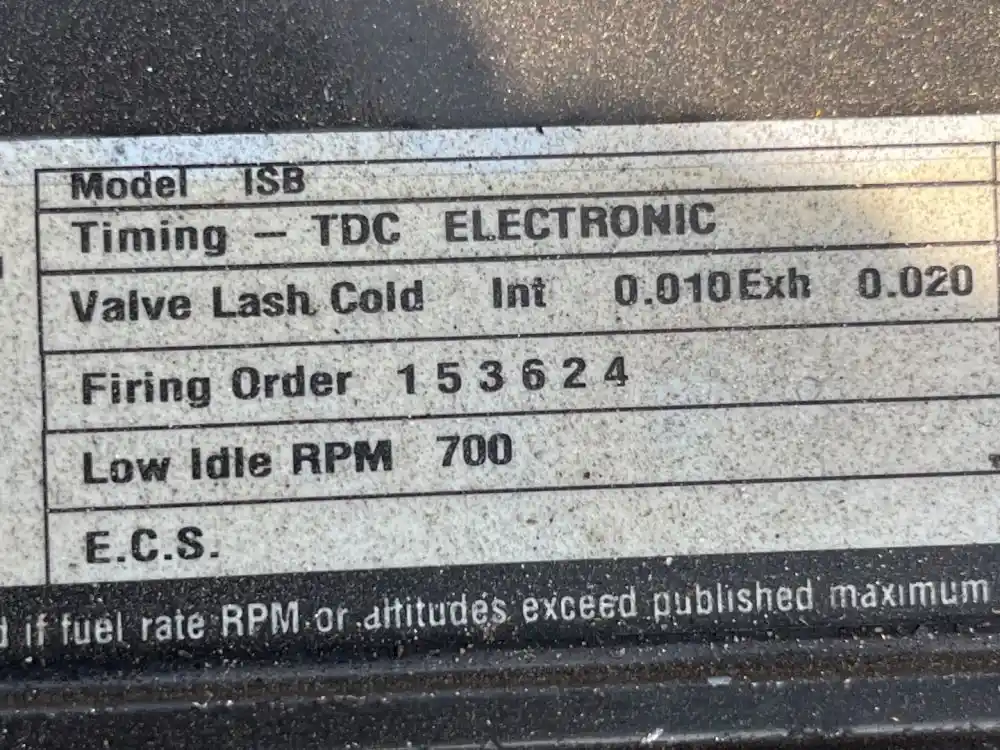 Model ISB
Timing – TDC ELECTRONIC
Valve Lash Cold Int 0.010 Exh 0.020
Firing Order 1 5 3 6 2 4
Low Idle RPM 700
E.C.S.
if fuel rate RPM or altitudes exceed published maximum